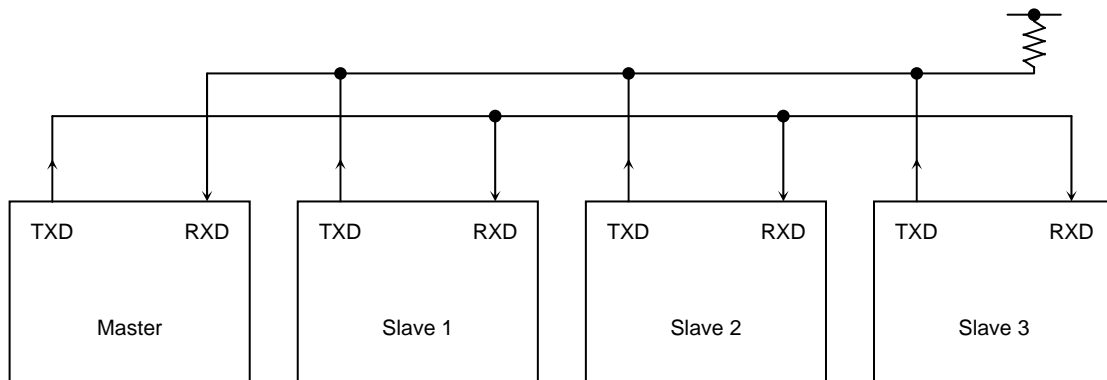 TXD RXD TXD RXD TXD RXD TXD RXD
Master Slave 1 Slave 2 Slave 3